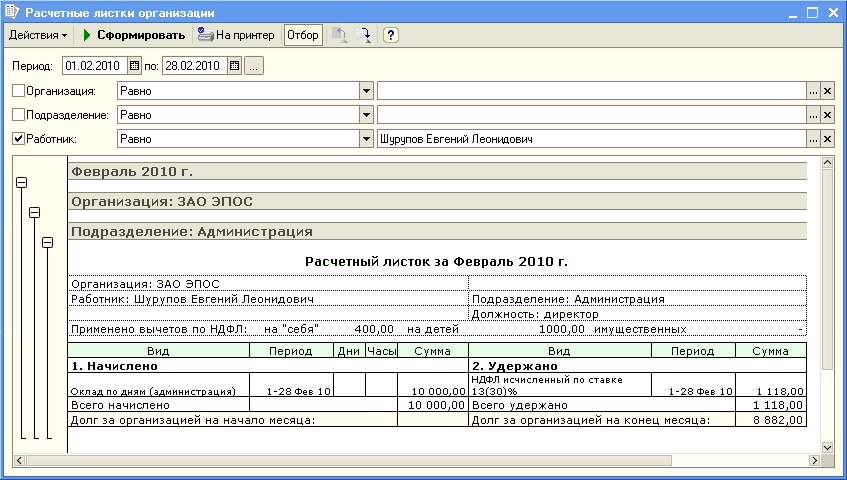 Расчетные листки организации
Действия Сформировать На принтер Отбор ?
Период: 01.02.2010 по: 28.02.2010 ...
Организация: Равно ... ×
Подразделение: Равно ... ×
Работник: Равно Шурупов Евгений Леонидович ... ×
Февраль 2010 г.
Организация: ЗАО ЭПОС
Подразделение: Администрация
Расчетный листок за Февраль 2010 г.
Организация: ЗАО ЭПОС
Работник: Шурупов Евгений Леонидович Подразделение: Администрация
Должность: директор
Применено вычетов по НДФЛ: на "себя" 400,00 на детей 1000,00 имущественных -
Вид Период Дни Часы Сумма Вид Период Сумма
1. Начислено 2. Удержано
Оклад по дням (администрация) 1-28 Фев 10 10 000,00 НДФЛ исчисленный по ставке
13(30)% 1-28 Фев 10 1 118,00
Всего начислено 10 000,00 Всего удержано 1 118,00
Долг за организацией на начало месяца: Долг за организацией на конец месяца: 8 882,00